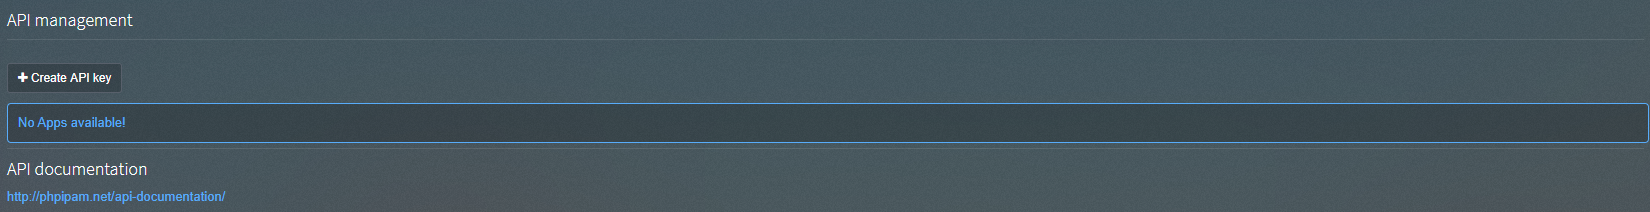 API management
+ Create API key
No Apps available!
API documentation
http://phpipam.net/api-documentation/